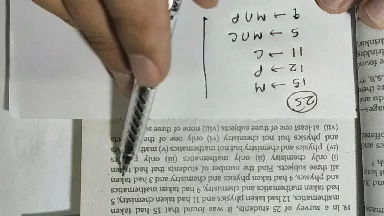 In a survey of 25 students, it was found that 15 had taken
mathematics, 12 had taken physics and 11 had taken chemistry, 5
had taken mathematics and chemistry, 9 had taken mathematics
and physics, 4 had taken physics and chemistry and 3 had taken
all three subjects. Find the number of students that had taken
(i) only chemistry (ii) only mathematics (iii) only
(iv) physics and chemistry but not mathematics (v)
and physics but not chemistry (vi) only one of the
(vii) at least one of three subjects (viii) none of three
25
15 → M
12 → P
11 → C
5 → M∩C
9 → M∩P